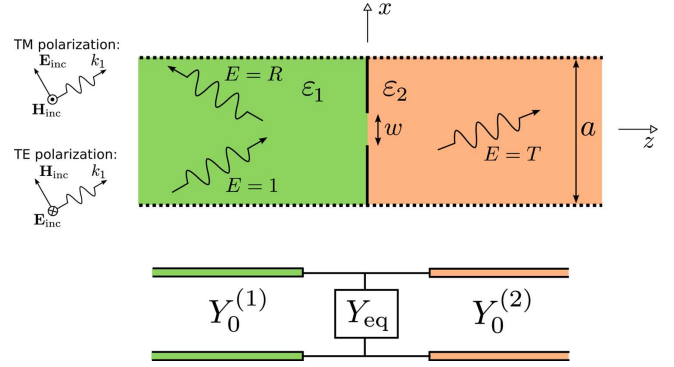 x
TM polarization:
E_inc k_1
H_inc
E = R ε_1 ε_2
w a
E = T z
E = 1
TE polarization:
H_inc k_1
E_inc
Y_0^(1) Y_eq Y_0^(2)